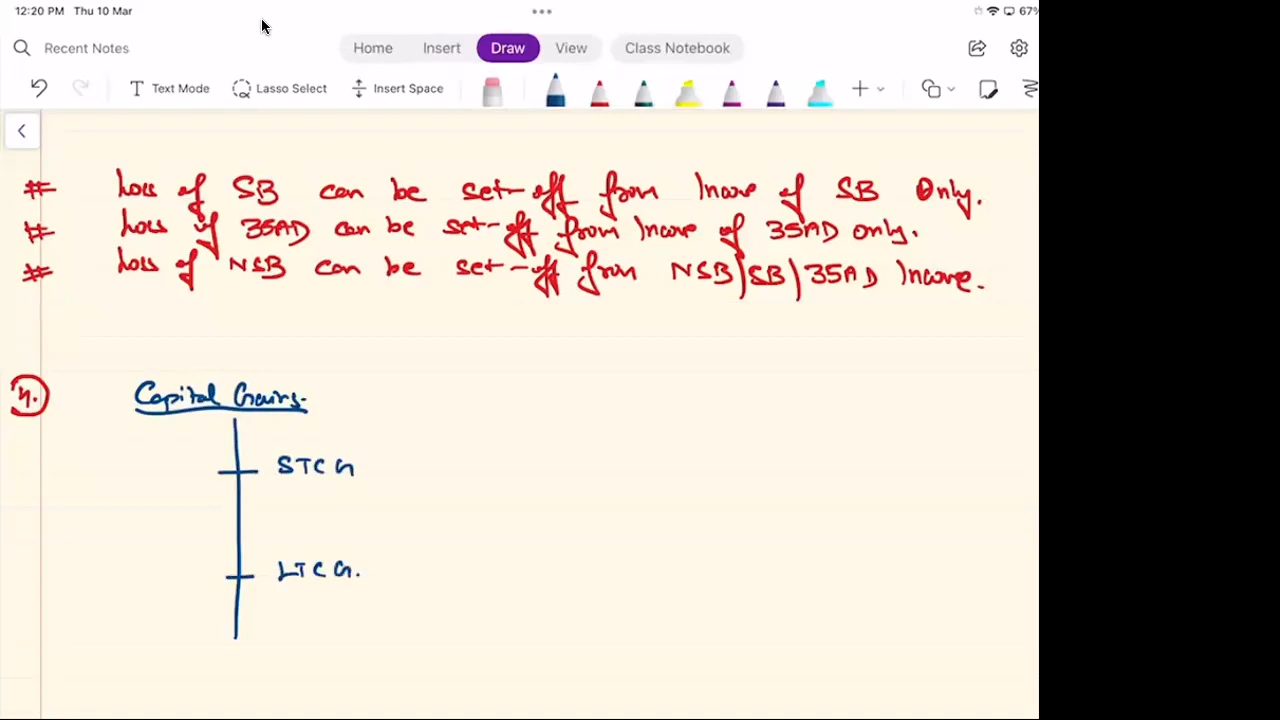 12:20 PM Thu 10 Mar
67%
Recent Notes
Home Insert Draw View Class Notebook
Text Mode Lasso Select Insert Space
# Loss of SB can be set-off from Income of SB Only.
# Loss of 35AD can be set-off from Income of 35AD only.
# Loss of NSB can be set-off from NSB/SB/35AD Income.
4. Capital Gains.
STCG
LTCG.